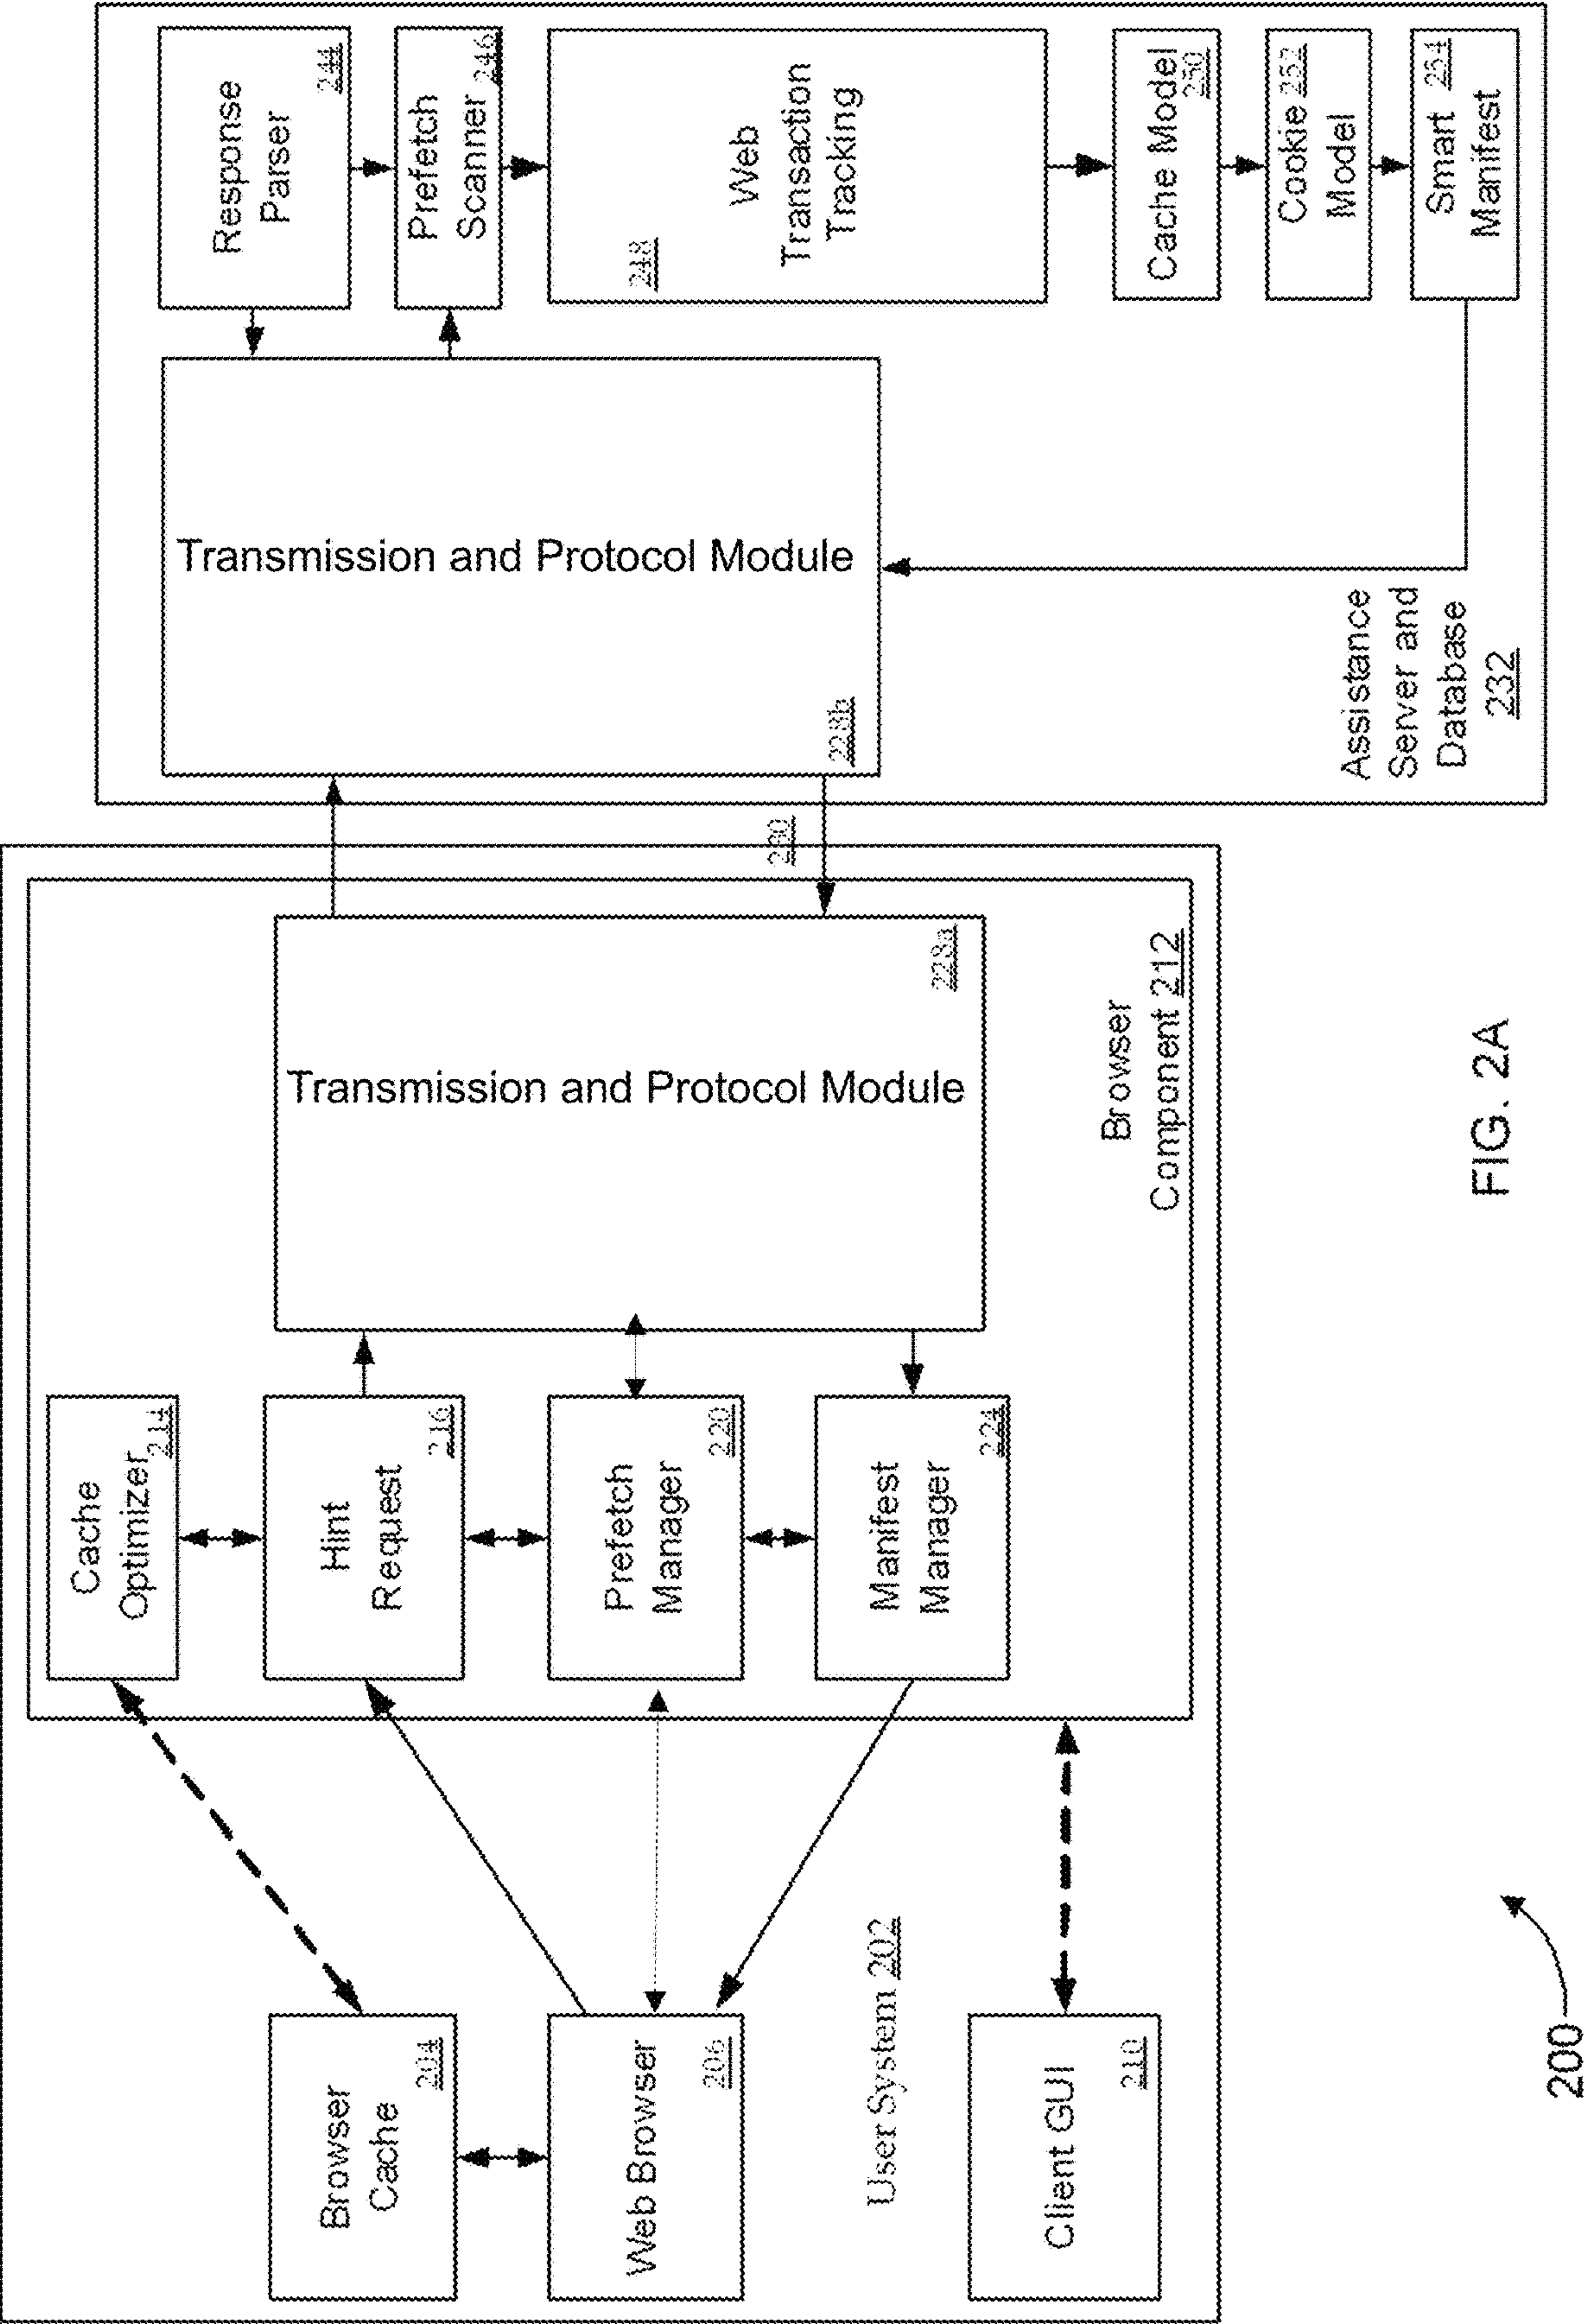 Response
Parser
244
Prefetch
Scanner
246
Web
Transaction
Tracking
248
Cache Model
250
Cookie
252
Model
Smart
254
Manifest
Transmission and Protocol Module
228b
Assistance
Server and
Database
232
230
Transmission and Protocol Module
228a
Browser
Component 212
Cache
Optimizer
214
Hint
Request
216
Prefetch
Manager
220
Manifest
Manager
224
Browser
Cache
204
Web Browser
206
User System 202
Client GUI
210
200
FIG. 2A